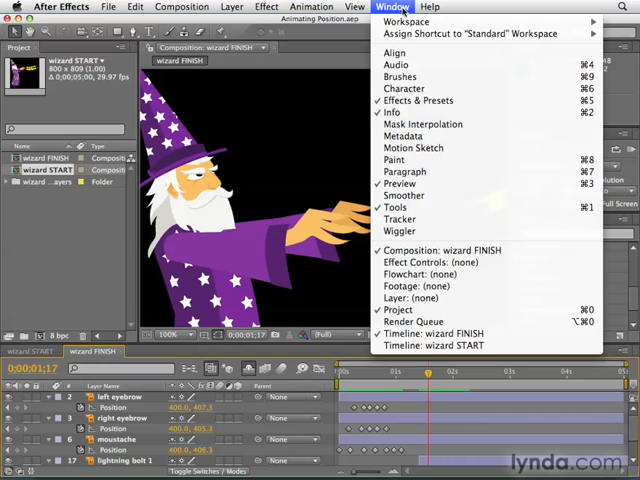 After Effects File Edit Composition Layer Effect Animation View Window Help
Animating Position.aep
Project
Composition: wizard FINISH
wizard START
800 x 809 (1.00)
Δ 0;00;05;00, 29.97
wizard FINISH
Name
wizard FINISH Compositi
wizard START Compositi
wizard ...ayers Folder
8 bpc
100% 0;00;01;17 (Full)
Workspace
Assign Shortcut to “Standard” Workspace
Align
Audio ⌘4
Brushes ⌘9
Character ⌘6
✓ Effects & Presets ⌘5
✓ Info ⌘2
Mask Interpolation
Metadata
Motion Sketch
Paint ⌘8
Paragraph ⌘7
✓ Preview ⌘3
Smoother
✓ Tools ⌘1
Tracker
Wiggler
✓ Composition: wizard FINISH
Effect Controls: (none)
Flowchart: (none)
Footage: (none)
Layer: (none)
✓ Project ⌘0
Render Queue ⌥⌘0
✓ Timeline: wizard FINISH
Timeline: wizard START
Full Screen
wizard START wizard FINISH
0;00;01;17
# Layer Name Parent
:00s 01s 02s 03s 04s 05s
2 left eyebrow None
Position 400.0, 407.3
3 right eyebrow None
Position 400.0, 405.3
6 moustache None
Position 400.0, 406.3
17 lightning bolt 1 None
Toggle Switches / Modes
lynda.com